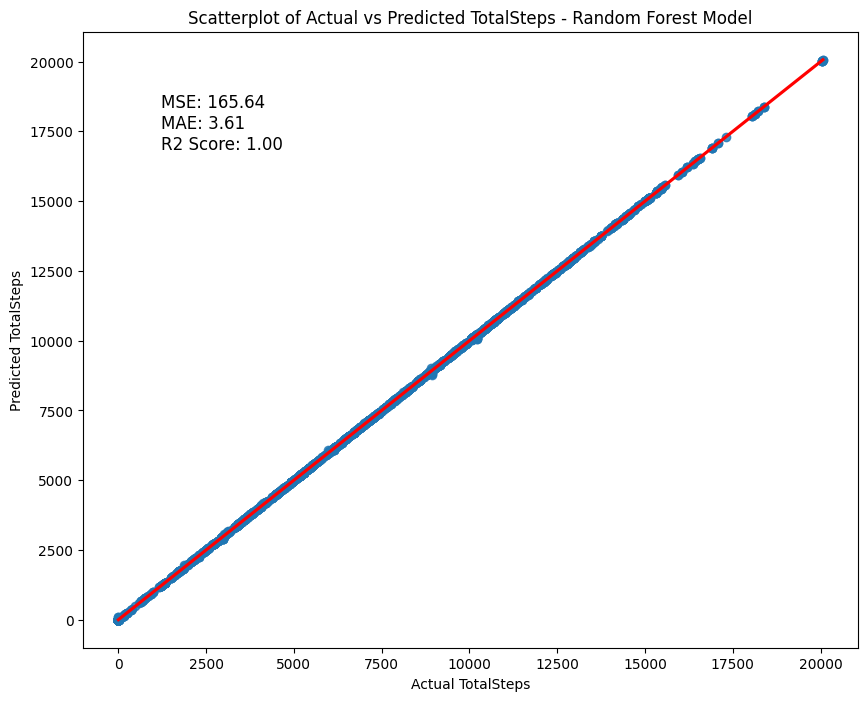 Scatterplot of Actual vs Predicted TotalSteps - Random Forest Model
20000
17500
15000
12500
10000
7500
5000
2500
0
Predicted TotalSteps
MSE: 165.64
MAE: 3.61
R2 Score: 1.00
0 2500 5000 7500 10000 12500 15000 17500 20000
Actual TotalSteps